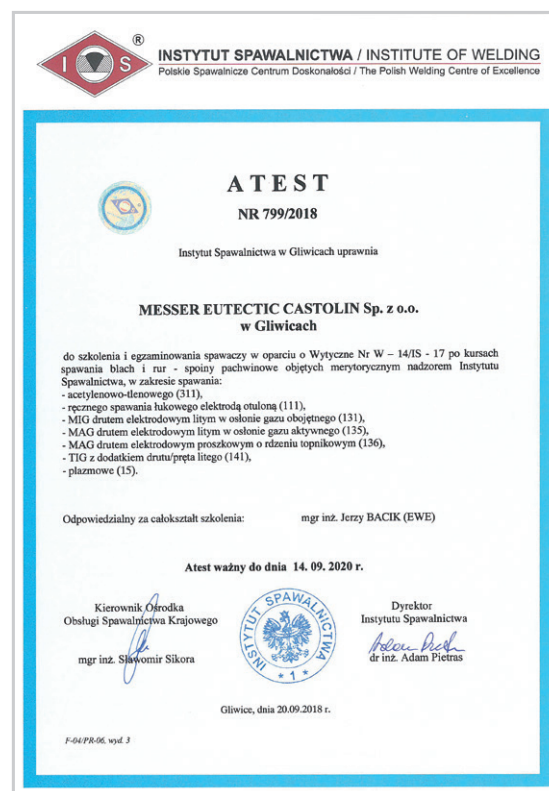 I S ®
INSTYTUT SPAWALNICTWA / INSTITUTE OF WELDING
Polskie Spawalnicze Centrum Doskonałości / The Polish Welding Centre of Excellence
ATEST
NR 799/2018
Instytut Spawalnictwa w Gliwicach uprawnia
MESSER EUTECTIC CASTOLIN Sp. z o.o.
w Gliwicach
do szkolenia i egzaminowania spawaczy w oparciu o Wytyczne Nr W – 14/IS - 17 po kursach
spawania blach i rur - spoiny pachwinowe objętych merytorycznym nadzorem Instytutu
Spawalnictwa, w zakresie spawania:
- acetylenowo-tlenowego (311),
- ręcznego spawania łukowego elektrodą otuloną (111),
- MIG drutem elektrodowym litym w osłonie gazu obojętnego (131),
- MAG drutem elektrodowym litym w osłonie gazu aktywnego (135),
- MAG drutem elektrodowym proszkowym o rdzeniu topnikowym (136),
- TIG z dodatkiem drutu/pręta litego (141),
- plazmowe (15).
Odpowiedzialny za całokształt szkolenia: mgr inż. Jerzy BACIK (EWE)
Atest ważny do dnia 14. 09. 2020 r.
Kierownik Ośrodka
Obsługi Spawalnictwa Krajowego
mgr inż. Sławomir Sikora
INSTYTUT SPAWALNICTWA
* 1 *
Dyrektor
Instytutu Spawalnictwa
dr inż. Adam Pietras
Gliwice, dnia 20.09.2018 r.
F-04/PR-06, wyd. 3